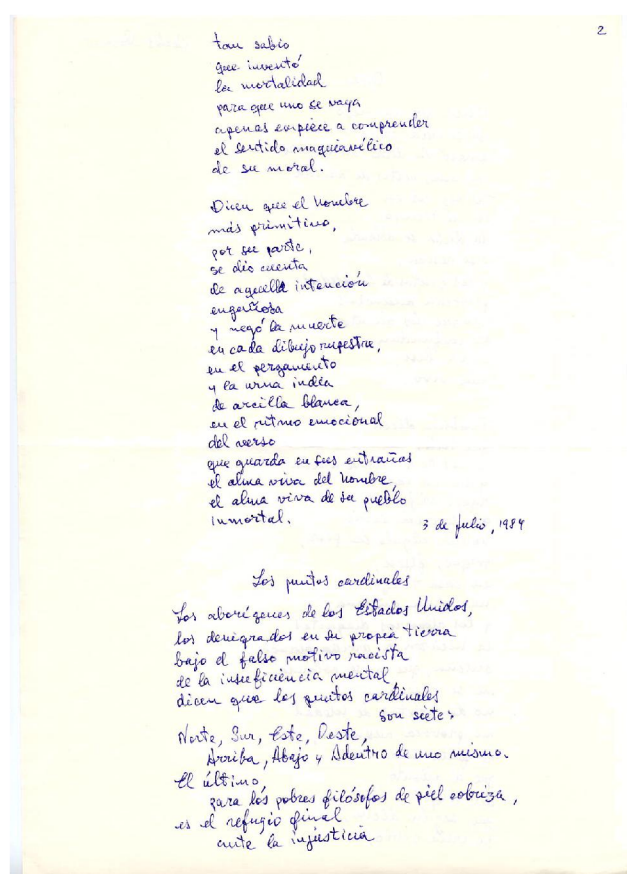 2
tan sabio
que inventó
la mortalidad
para que uno se vaya
apenas empiece a comprender
el sentido maquiavélico
de su moral.
Dicen que el hombre
más primitivo,
por su parte,
se dio cuenta
de aquella intención
engañosa
y negó la muerte
en cada dibujo rupestre,
en el pergamento
y la urna india
de arcilla blanca,
en el ritmo emocional
del verso
que guarda en sus entrañas
el alma viva del hombre,
el alma viva de su pueblo
inmortal.
3 de julio, 1984
Los puntos cardinales
Los aborígenes de los Estados Unidos,
los denigrados en su propia tierra
bajo el falso motivo racista
de la insuficiencia mental,
dicen que los puntos cardinales
son siete:
Norte, Sur, Este, Oeste,
Arriba, Abajo y Adentro de uno mismo.
El último
para los pobres filósofos de piel cobriza,
es el refugio final
ante la injusticia